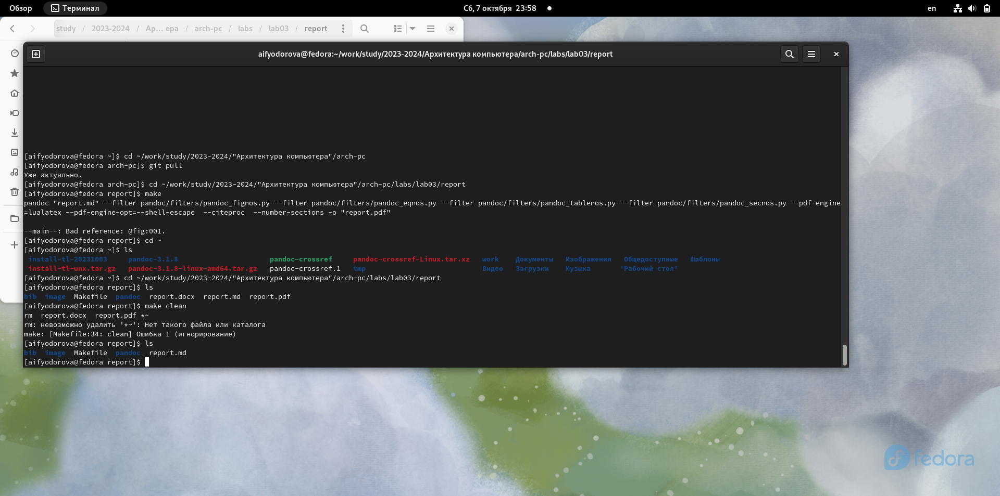 Обзор Терминал Сб, 7 октября 23:58 en
study / 2023-2024 / Ар… ера / arch-pc / labs / lab03 / report
aifyodorova@fedora:~/work/study/2023-2024/Архитектура компьютера/arch-pc/labs/lab03/report
[aifyodorova@fedora ~]$ cd ~/work/study/2023-2024/"Архитектура компьютера"/arch-pc
[aifyodorova@fedora arch-pc]$ git pull
Уже актуально.
[aifyodorova@fedora arch-pc]$ cd ~/work/study/2023-2024/"Архитектура компьютера"/arch-pc/labs/lab03/report
[aifyodorova@fedora report]$ make
pandoc "report.md" --filter pandoc/filters/pandoc_fignos.py --filter pandoc/filters/pandoc_eqnos.py --filter pandoc/filters/pandoc_tablenos.py --filter pandoc/filters/pandoc_secnos.py --pdf-engine
=lualatex --pdf-engine-opt=--shell-escape  --citeproc  --number-sections -o "report.pdf"
--main--: Bad reference: @fig:001.
[aifyodorova@fedora report]$ cd ~
[aifyodorova@fedora ~]$ ls
install-tl-20231003 pandoc-3.1.8 pandoc-crossref pandoc-crossref-Linux.tar.xz work Документы Изображения Общедоступные Шаблоны
install-tl-unx.tar.gz pandoc-3.1.8-linux-amd64.tar.gz pandoc-crossref.1 tmp Видео Загрузки Музыка 'Рабочий стол'
[aifyodorova@fedora ~]$ cd ~/work/study/2023-2024/"Архитектура компьютера"/arch-pc/labs/lab03/report
[aifyodorova@fedora report]$ ls
bib  image  Makefile  pandoc  report.docx  report.md  report.pdf
[aifyodorova@fedora report]$ make clean
rm  report.docx  report.pdf *~
rm: невозможно удалить '*~': Нет такого файла или каталога
make: [Makefile:34: clean] Ошибка 1 (игнорирование)
[aifyodorova@fedora report]$ ls
bib  image  Makefile  pandoc  report.md
[aifyodorova@fedora report]$
fedora